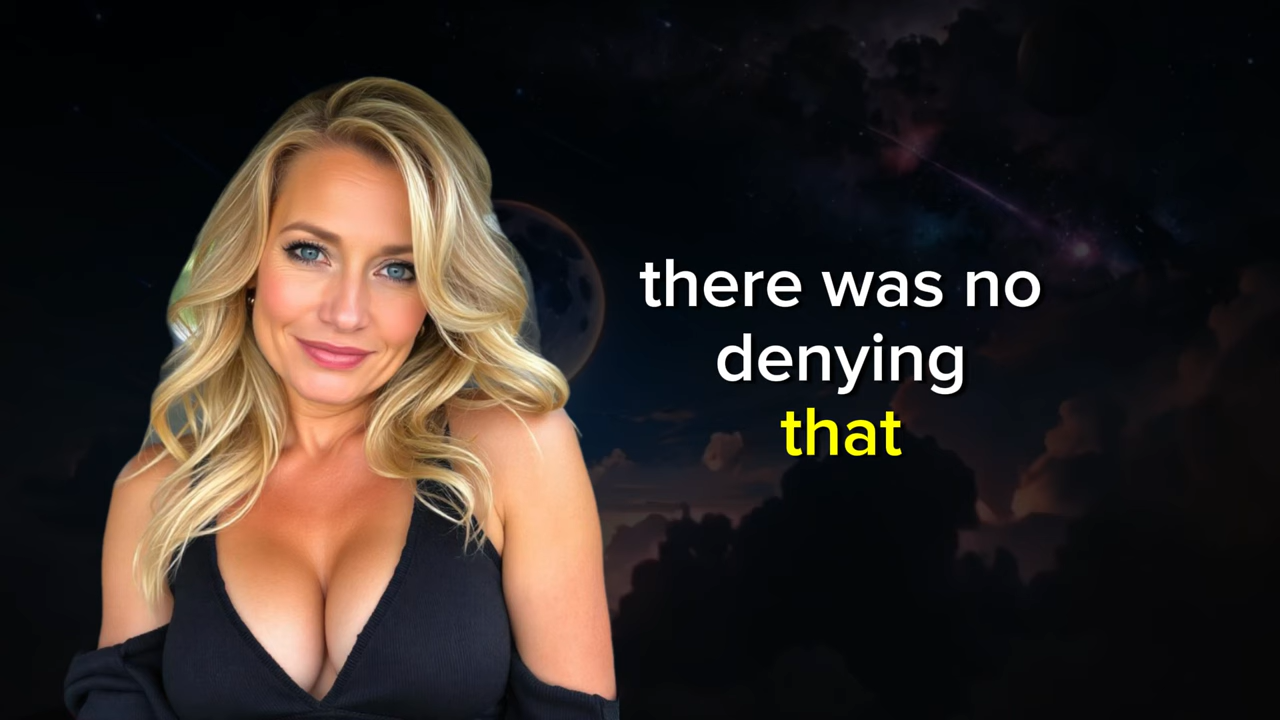 there was no
denying
that